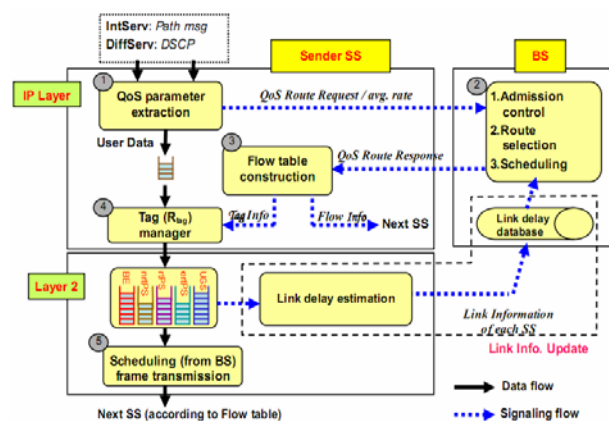 IntServ: Path msg
DiffServ: DSCP
Sender SS
BS
IP Layer
1
QoS parameter
extraction
QoS Route Request / avg. rate
2
1.Admission
control
2.Route
selection
3.Scheduling
User Data
3
Flow table
construction
QoS Route Response
4
Tag (Rtag)
manager
Tag Info
Flow Info
Next SS
Link delay
database
Layer 2
BE
nrtPS
rtPS
ertPS
UGS
Link delay estimation
Link Information
of each SS
Link Info. Update
5
Scheduling (from BS)
frame transmission
Data flow
Signaling flow
Next SS (according to Flow table)